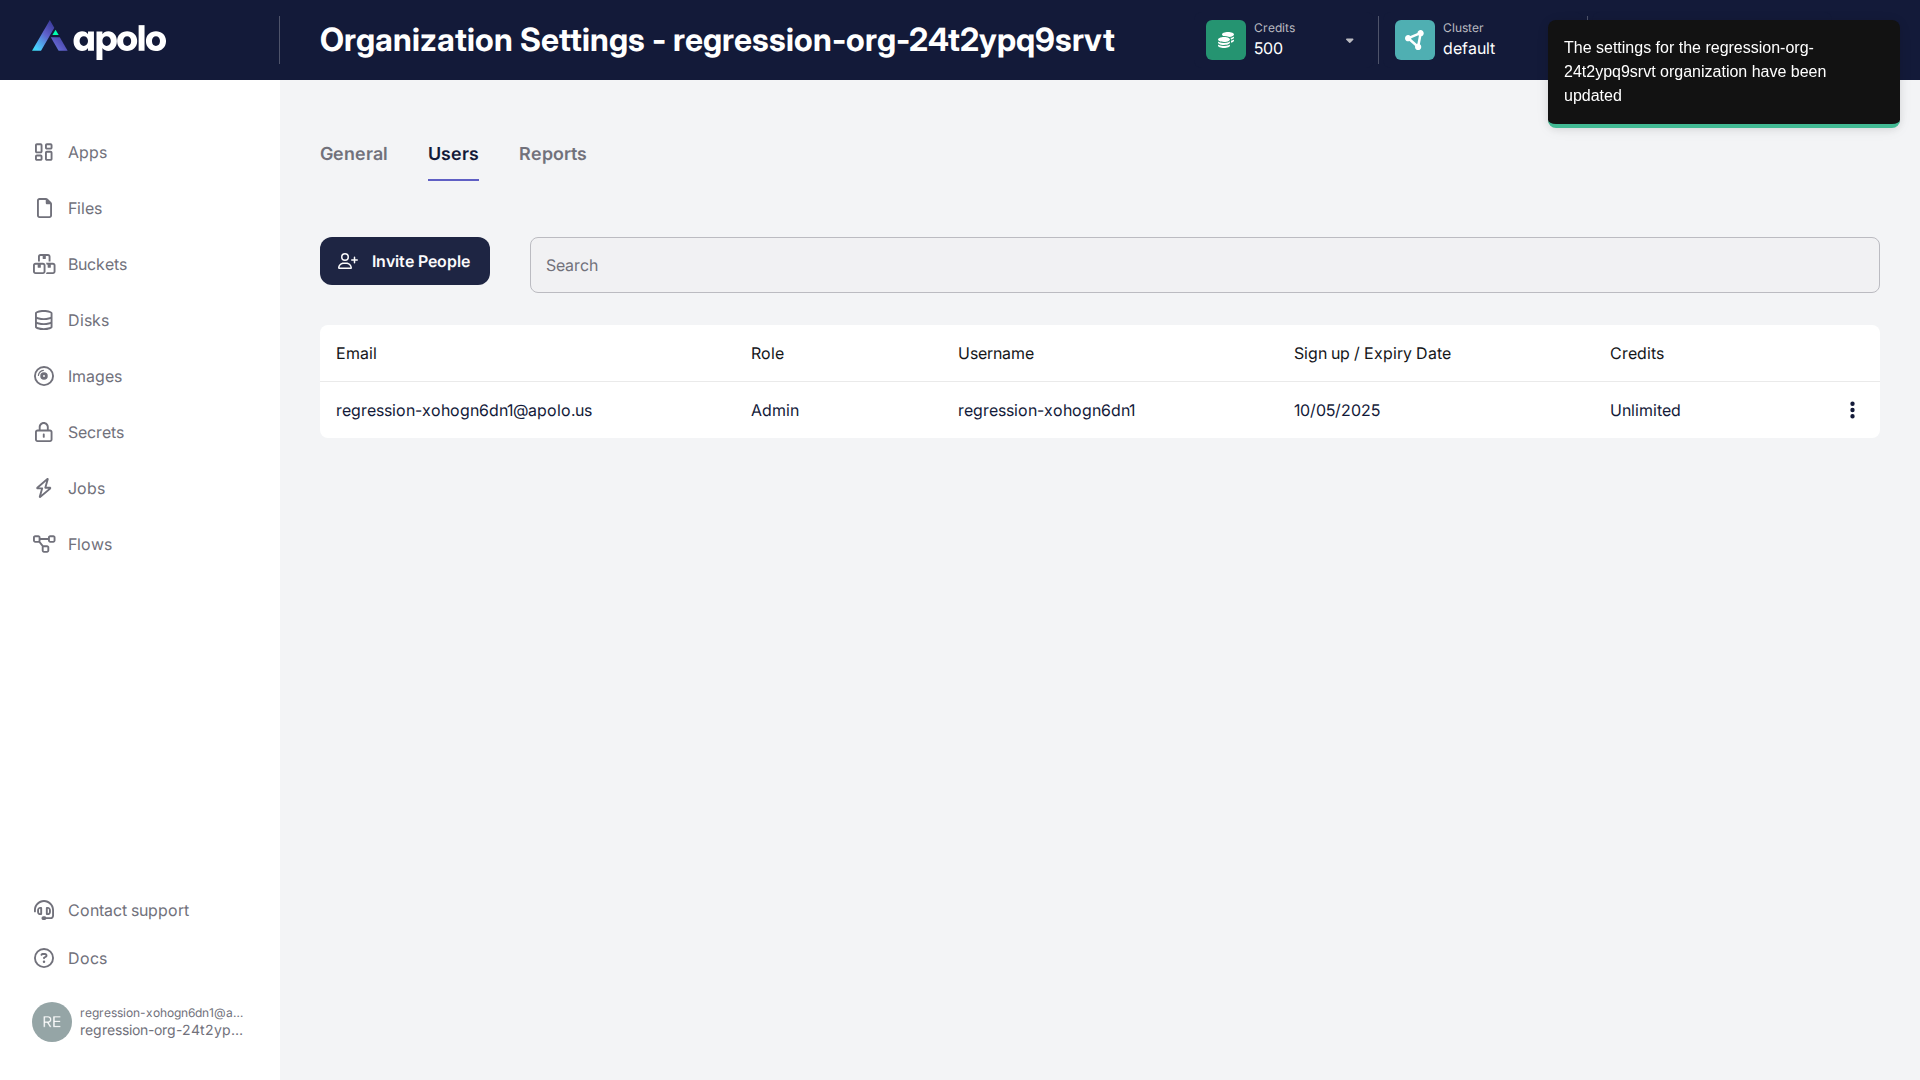 apolo
Organization Settings - regression-org-24t2ypq9srvt
Credits
500
Cluster
default
The settings for the regression-org-
24t2ypq9srvt organization have been
updated
Apps
Files
Buckets
Disks
Images
Secrets
Jobs
Flows
General Users Reports
Invite People
Search
Email Role Username Sign up / Expiry Date Credits
regression-xohogn6dn1@apolo.us Admin regression-xohogn6dn1 10/05/2025 Unlimited
Contact support
Docs
RE
regression-xohogn6dn1@a...
regression-org-24t2yp...